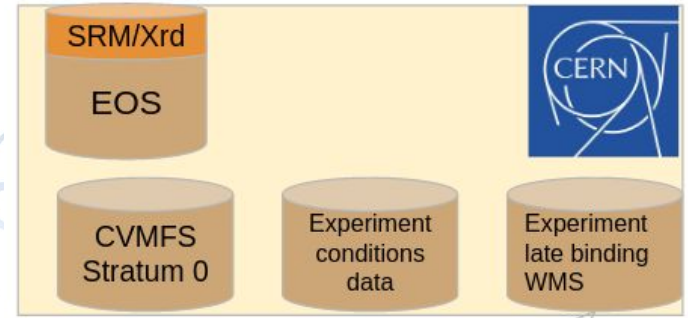 SRM/Xrd
EOS
CERN
CVMFS
Stratum 0
Experiment
conditions
data
Experiment
late binding
WMS